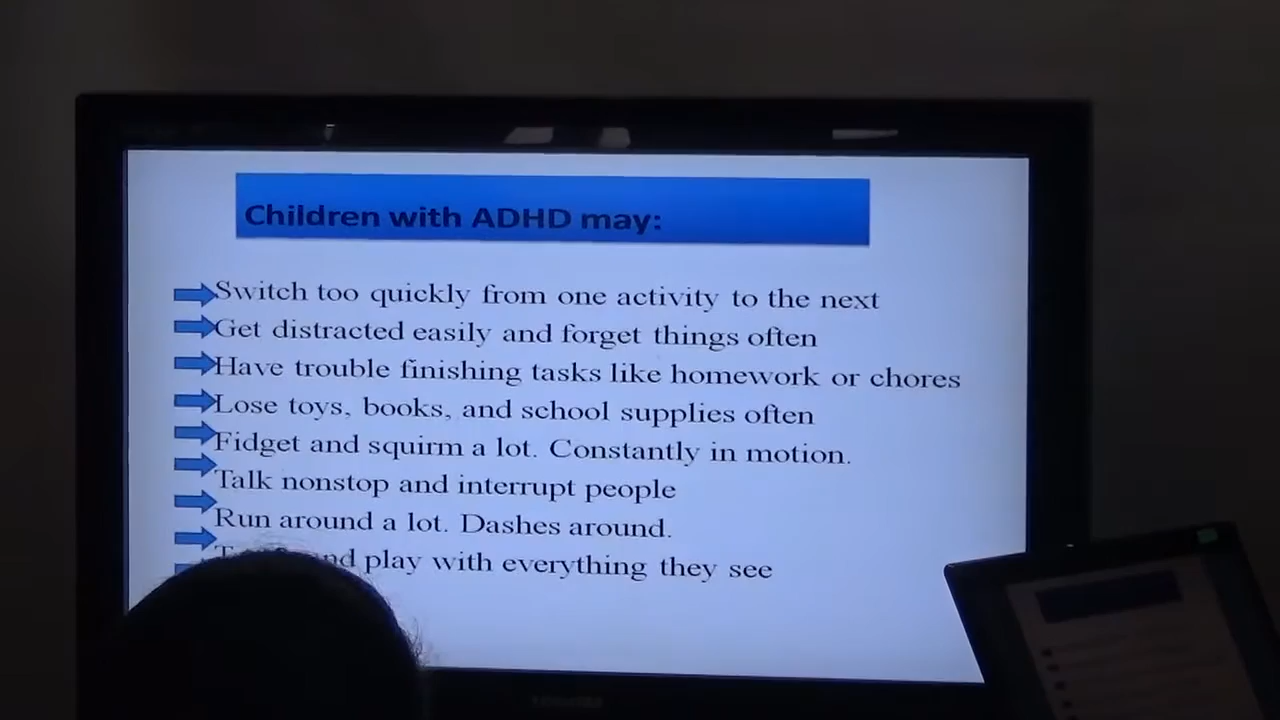 Children with ADHD may:
Switch too quickly from one activity to the next
Get distracted easily and forget things often
Have trouble finishing tasks like homework or chores
Lose toys, books, and school supplies often
Fidget and squirm a lot. Constantly in motion.
Talk nonstop and interrupt people
Run around a lot. Dashes around.
and play with everything they see